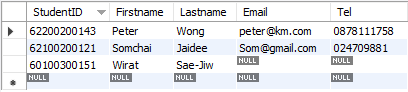 StudentID Firstname Lastname Email Tel
62200200143 Peter Wong peter@km.com 0878111758
62100200121 Somchai Jaidee Som@gmail.com 024709881
60100300151 Wirat Sae-Jiw NULL NULL
NULL NULL NULL NULL NULL